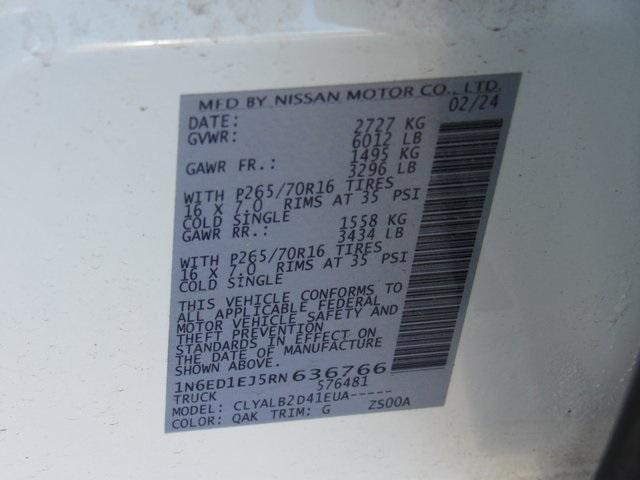 MFD BY NISSAN MOTOR CO., LTD.
DATE: 02/24
GVWR: 2727 KG
6012 LB
GAWR FR.: 1495 KG
3296 LB
WITH P265/70R16 TIRES
16 X 7.0 RIMS AT 35 PSI
COLD SINGLE
GAWR RR.: 1558 KG
3434 LB
WITH P265/70R16 TIRES
16 X 7.0 RIMS AT 35 PSI
COLD SINGLE
THIS VEHICLE CONFORMS TO
ALL APPLICABLE FEDERAL
MOTOR VEHICLE SAFETY AND
THEFT PREVENTION
STANDARDS IN EFFECT ON
THE DATE OF MANUFACTURE
SHOWN ABOVE.
1N6ED1EJ5RN636766
TRUCK 576481
MODEL: CLYALB2D41EUA-----
COLOR: QAK TRIM: G ZS00A